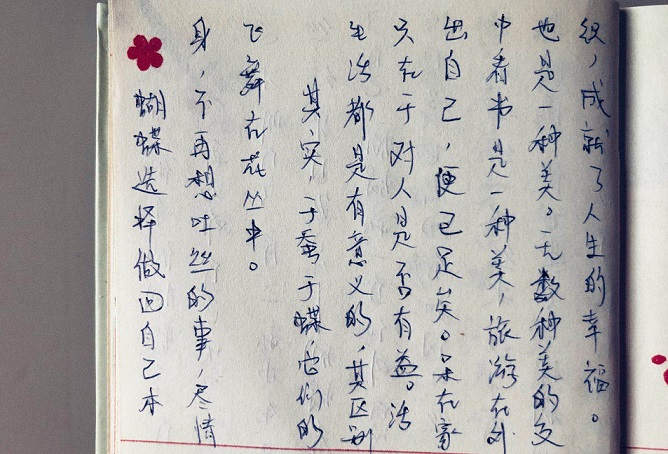 蝴蝶选择做回自己本
身，不再想吐丝的事，尽情
飞舞在花丛中。
其实，于蚕于蝶，它们的
生活都是有意义的，其区别
只在于对人是否有益。活
出自己，便已足矣。呆在家
中看书是一种美，旅游在外
也是一种美。无数种美的交
织，成就了人生的幸福。